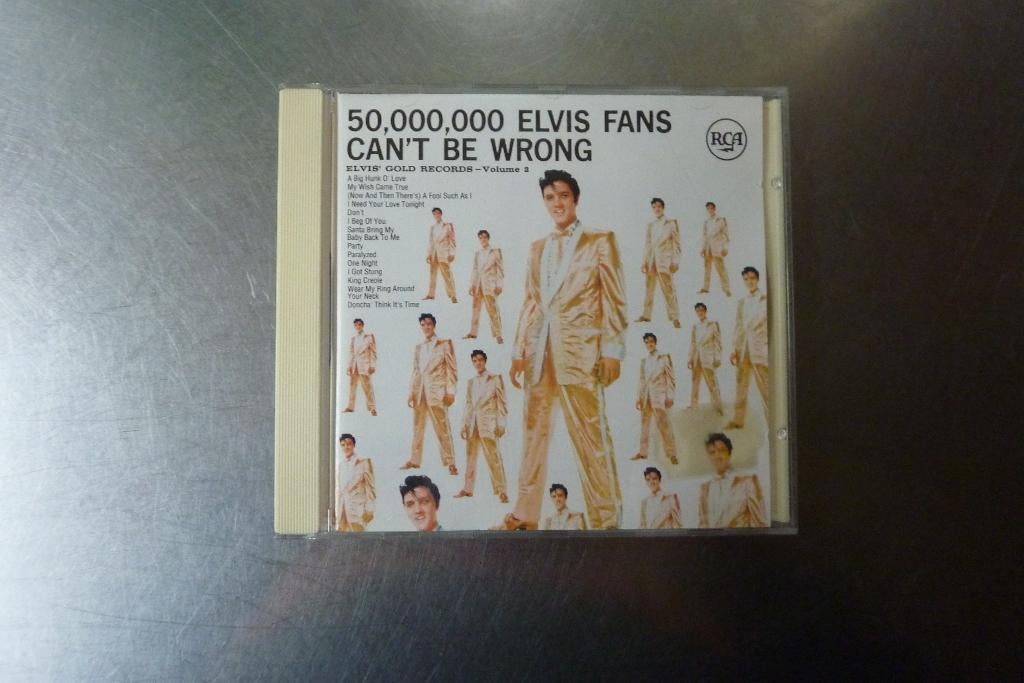 50,000,000 ELVIS FANS
CAN'T BE WRONG
RCA
ELVIS' GOLD RECORDS–Volume 2
A Big Hunk O' Love
My Wish Came True
(Now And Then There's) A Fool Such As I
I Need Your Love Tonight
Don't
I Beg Of You
Santa Bring My
Baby Back To Me
Party
Paralyzed
One Night
I Got Stung
King Creole
Wear My Ring Around
Your Neck
Doncha' Think It's Time